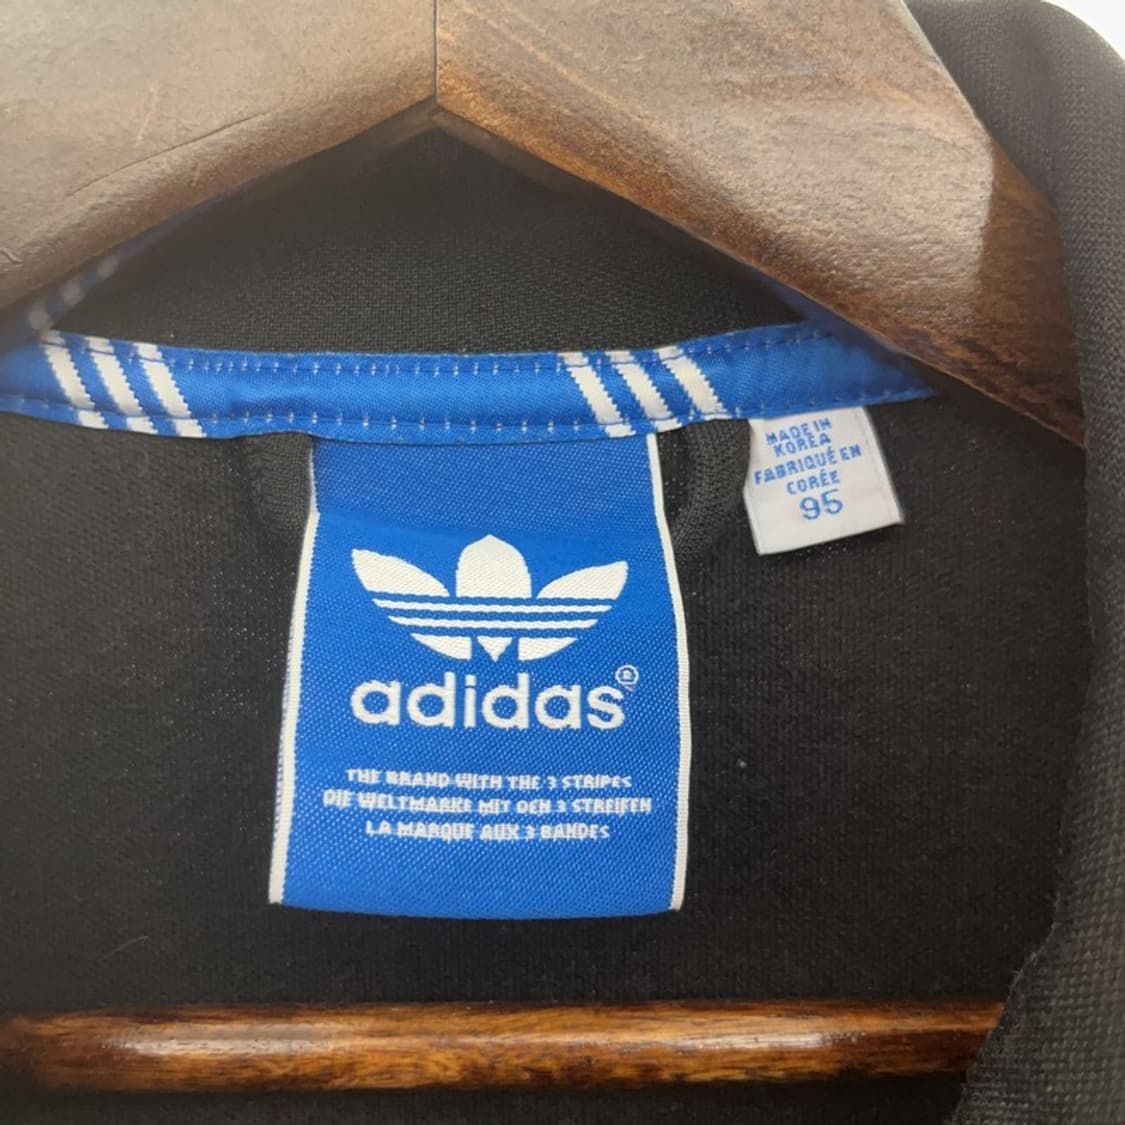 MADE IN
KOREA
FABRIQUÉ EN
CORÉE
95
adidas®
THE BRAND WITH THE 3 STRIPES
DIE WELTMARKE MIT DEN 3 STREIFEN
LA MARQUE AUX 3 BANDES